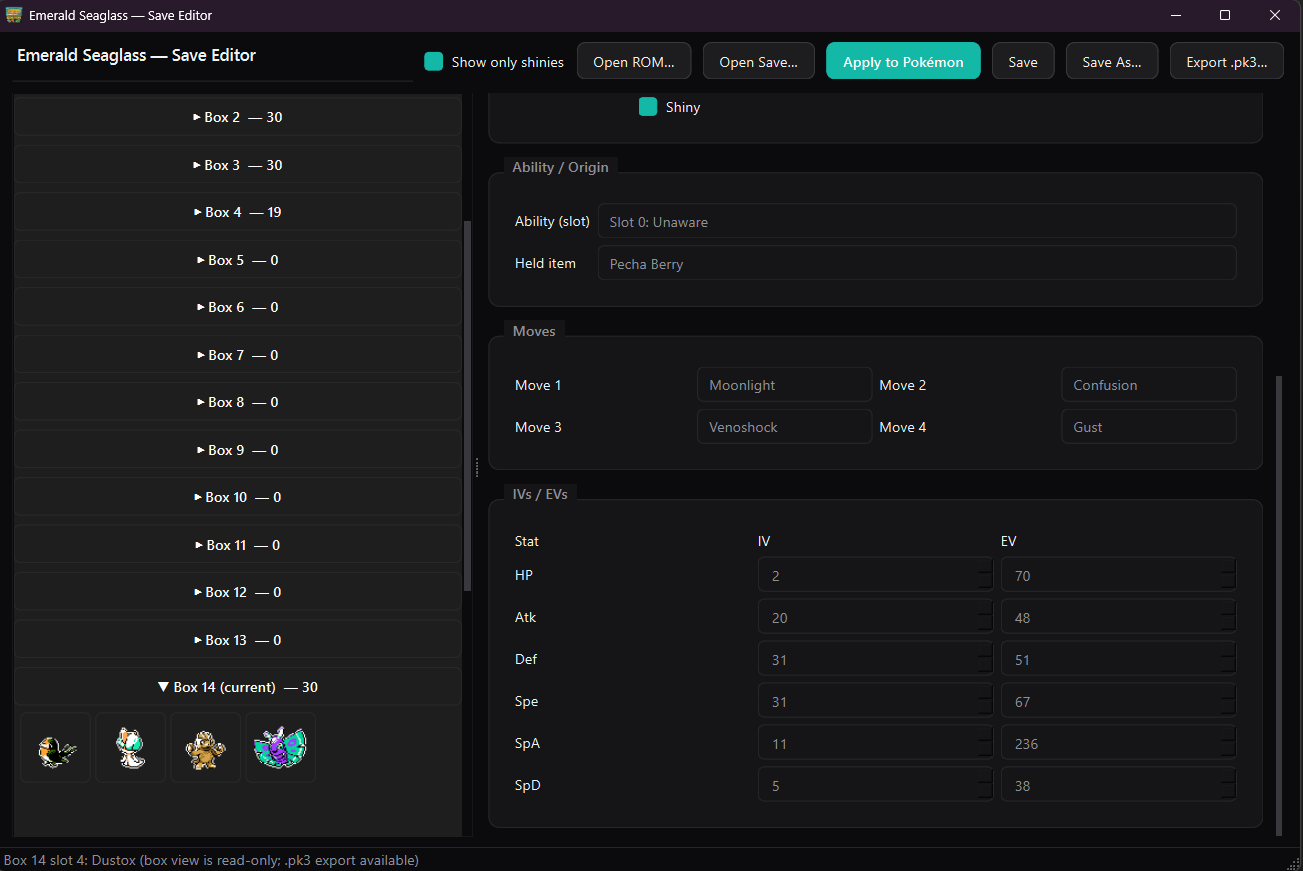 Emerald Seaglass — Save Editor
Emerald Seaglass — Save Editor
Show only shinies
Open ROM...
Open Save...
Apply to Pokémon
Save
Save As...
Export .pk3...
▸ Box 2 — 30
▸ Box 3 — 30
▸ Box 4 — 19
▸ Box 5 — 0
▸ Box 6 — 0
▸ Box 7 — 0
▸ Box 8 — 0
▸ Box 9 — 0
▸ Box 10 — 0
▸ Box 11 — 0
▸ Box 12 — 0
▸ Box 13 — 0
▼ Box 14 (current) — 30
Shiny
Ability / Origin
Ability (slot) Slot 0: Unaware
Held item Pecha Berry
Moves
Move 1 Moonlight Move 2 Confusion
Move 3 Venoshock Move 4 Gust
IVs / EVs
Stat IV EV
HP 2 70
Atk 20 48
Def 31 51
Spe 31 67
SpA 11 236
SpD 5 38
Box 14 slot 4: Dustox (box view is read-only; .pk3 export available)